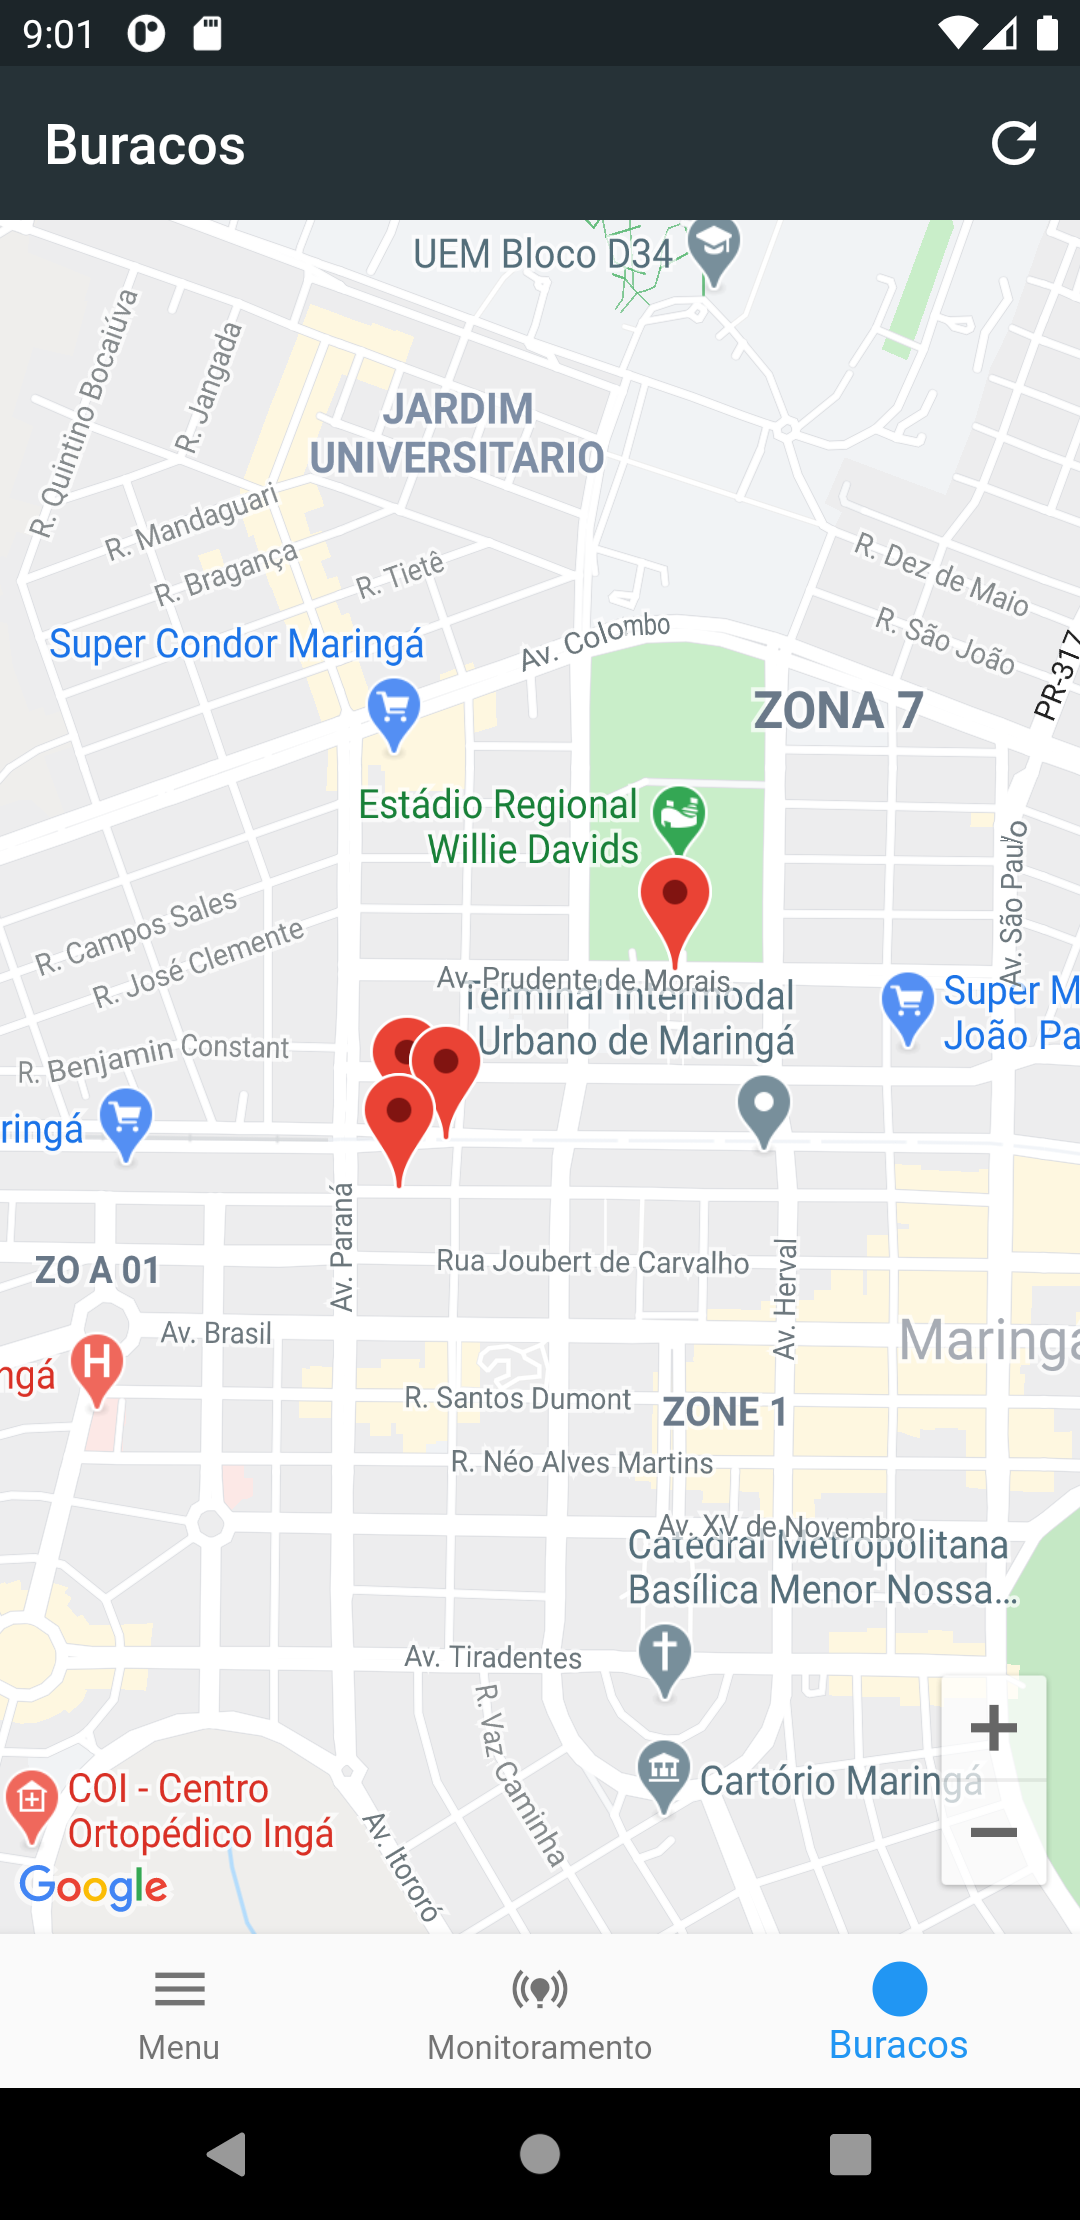 9:01
Buracos
UEM Bloco D34
R. Quintino Bocaiúva
R. Jangada
JARDIM
UNIVERSITARIO
R. Mandaguari
R. Bragança
R. Tietê
R. Dez de Maio
R. São João
Super Condor Maringá
Av. Colombo
PR-317
ZONA 7
Estádio Regional
Willie Davids
Av. São Paulo
R. Campos Sales
R. José Clemente
Av. Prudente de Morais
Terminal Intermodal
Urbano de Maringá
Super M
João Pa
R. Benjamin Constant
ringá
Av. Paraná
Rua Joubert de Carvalho
Av. Herval
ZO A 01
Av. Brasil
Maringá
ngá
R. Santos Dumont
ZONE 1
R. Néo Alves Martins
Av. XV de Novembro
Catedral Metropolitana
Basílica Menor Nossa...
Av. Tiradentes
R. Vaz Caminha
Cartório Maringá
COI - Centro
Ortopédico Ingá
Av. Itororó
Google
Menu
Monitoramento
Buracos